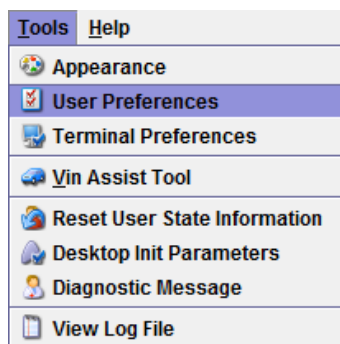 Tools Help
Appearance
User Preferences
Terminal Preferences
Vin Assist Tool
Reset User State Information
Desktop Init Parameters
Diagnostic Message
View Log File